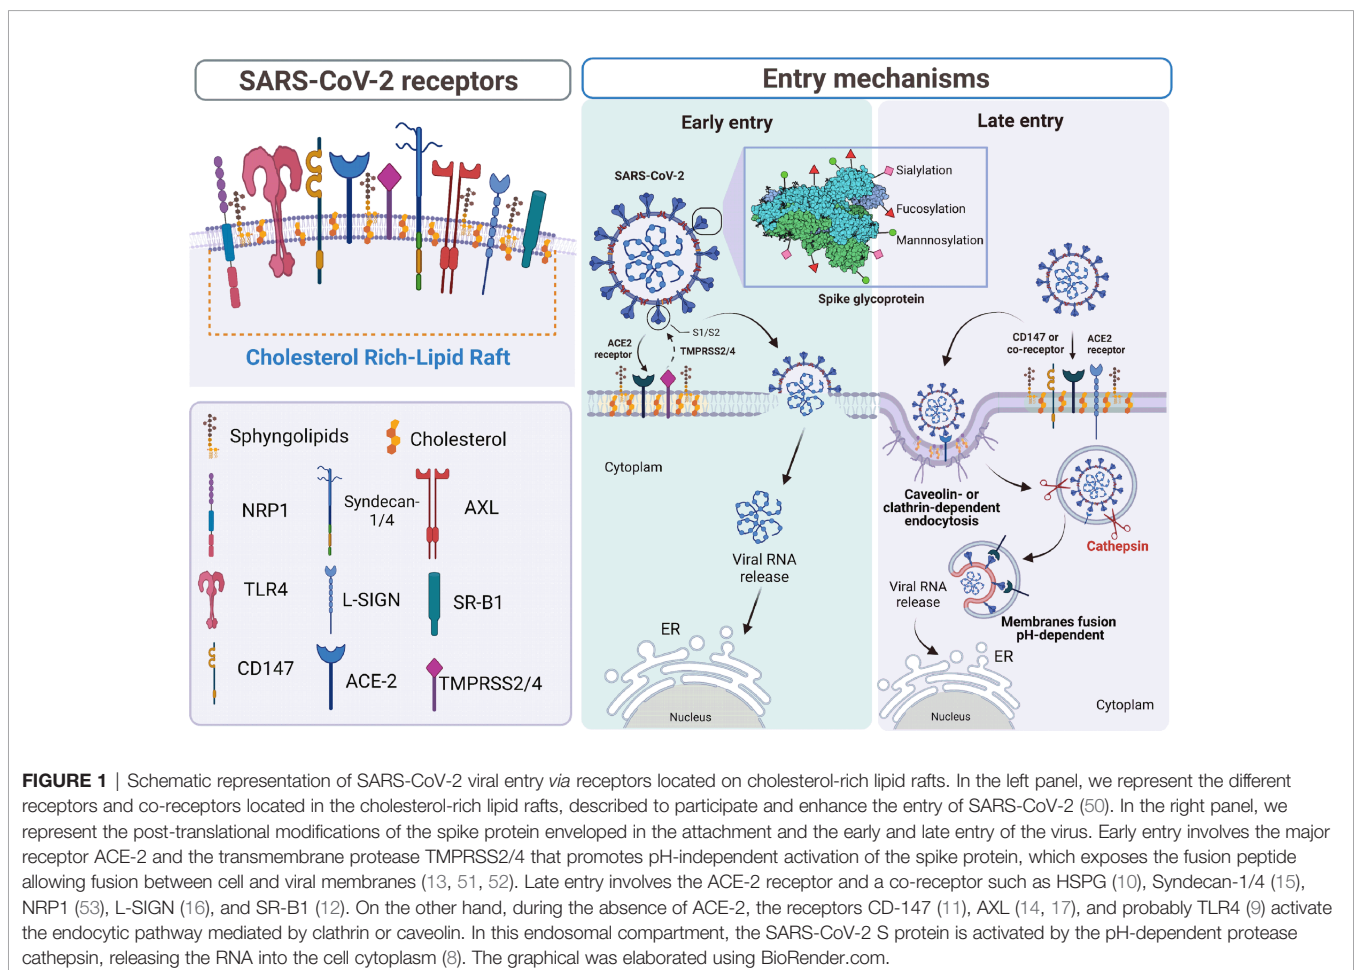 SARS-CoV-2 receptors
Cholesterol Rich-Lipid Raft
Sphyngolipids
Cholesterol
NRP1
Syndecan-
1/4
AXL
TLR4
L-SIGN
SR-B1
CD147
ACE-2
TMPRSS2/4
Entry mechanisms
Early entry
SARS-CoV-2
Sialylation
Fucosylation
Mannnosylation
Spike glycoprotein
S1/S2
ACE2
receptor
TMPRSS2/4
Cytoplam
Viral RNA
release
ER
Nucleus
Late entry
CD147 or
co-receptor
ACE2
receptor
Caveolin- or
clathrin-dependent
endocytosis
Cathepsin
Viral RNA
release
Membranes fusion
pH-dependent
ER
Cytoplam
Nucleus
FIGURE 1 | Schematic representation of SARS-CoV-2 viral entry via receptors located on cholesterol-rich lipid rafts. In the left panel, we represent the different
receptors and co-receptors located in the cholesterol-rich lipid rafts, described to participate and enhance the entry of SARS-CoV-2 (50). In the right panel, we
represent the post-translational modifications of the spike protein enveloped in the attachment and the early and late entry of the virus. Early entry involves the major
receptor ACE-2 and the transmembrane protease TMPRSS2/4 that promotes pH-independent activation of the spike protein, which exposes the fusion peptide
allowing fusion between cell and viral membranes (13, 51, 52). Late entry involves the ACE-2 receptor and a co-receptor such as HSPG (10), Syndecan-1/4 (15),
NRP1 (53), L-SIGN (16), and SR-B1 (12). On the other hand, during the absence of ACE-2, the receptors CD-147 (11), AXL (14, 17), and probably TLR4 (9) activate
the endocytic pathway mediated by clathrin or caveolin. In this endosomal compartment, the SARS-CoV-2 S protein is activated by the pH-dependent protease
cathepsin, releasing the RNA into the cell cytoplasm (8). The graphical was elaborated using BioRender.com.